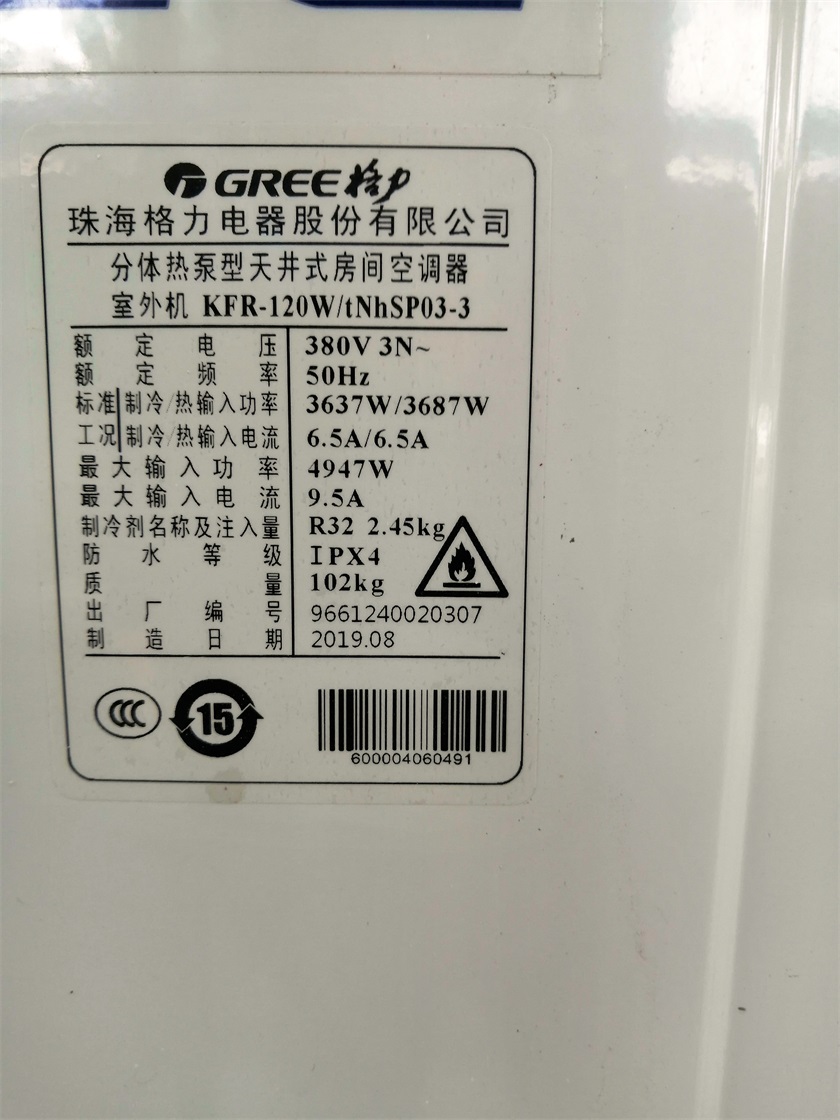 GREE格力
珠海格力电器股份有限公司
分体热泵型天井式房间空调器
室外机 KFR-120W/tNhSP03-3
额定电压 380V 3N~
额定频率 50Hz
标准 制冷/热输入功率 3637W/3687W
工况 制冷/热输入电流 6.5A/6.5A
最大输入功率 4947W
最大输入电流 9.5A
制冷剂名称及注入量 R32 2.45kg
防水等级 IPX4
质量 102kg
出厂编号 9661240020307
制造日期 2019.08
CCC 15
600004060491